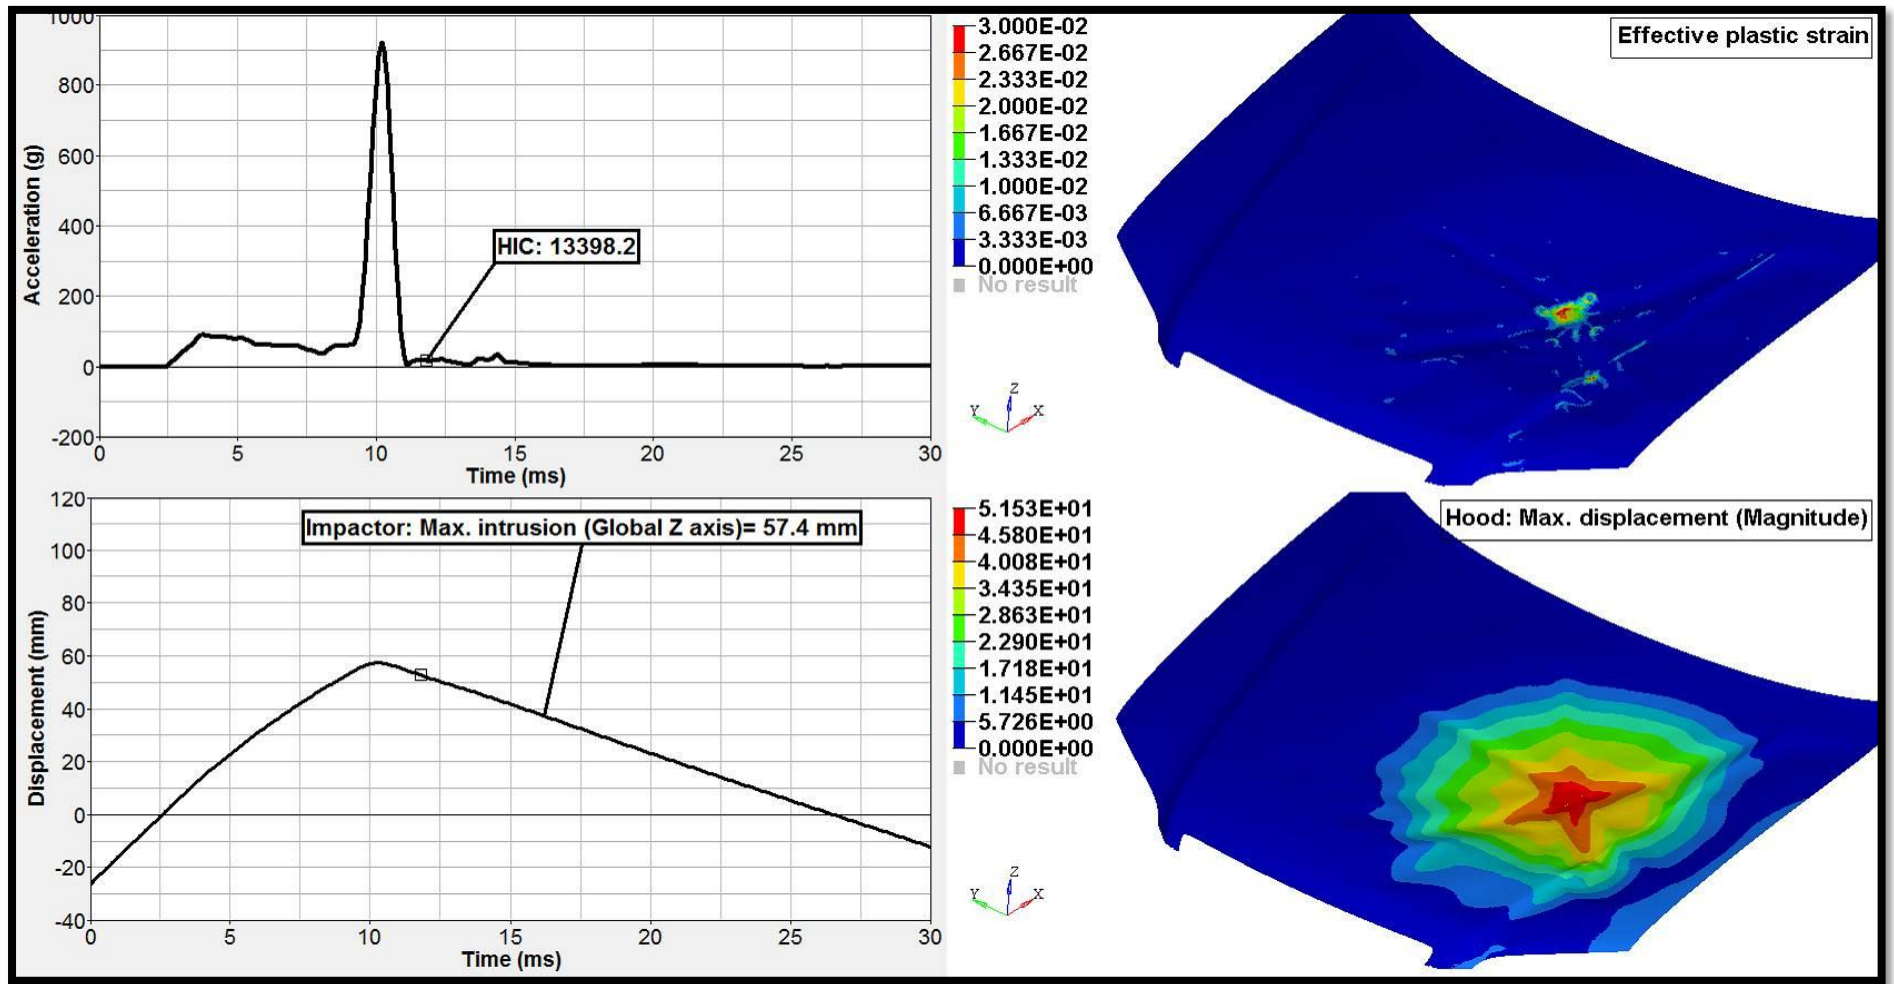 1000
800
600
400
200
0
-200
Acceleration (g)
HIC: 13398.2
0 5 10 15 20 25 30
Time (ms)
3.000E-02
2.667E-02
2.333E-02
2.000E-02
1.667E-02
1.333E-02
1.000E-02
6.667E-03
3.333E-03
0.000E+00
No result
Effective plastic strain
Z
Y
X
120
100
80
60
40
20
0
-20
-40
Displacement (mm)
Impactor: Max. intrusion (Global Z axis)= 57.4 mm
0 5 10 15 20 25 30
Time (ms)
5.153E+01
4.580E+01
4.008E+01
3.435E+01
2.863E+01
2.290E+01
1.718E+01
1.145E+01
5.726E+00
0.000E+00
No result
Hood: Max. displacement (Magnitude)
Z
Y
X